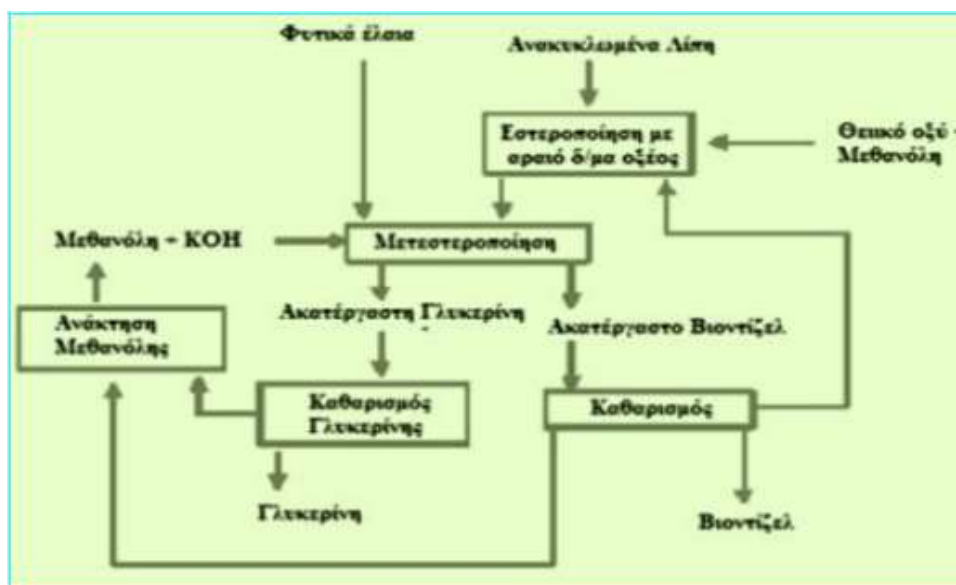 Φυτικά έλαια
Ανακυκλωμένα Λίπη
Εστεροποίηση με
αραιό δ/μα οξέος
Θειικό οξύ +
Μεθανόλη
Μεθανόλη + ΚΟΗ
Μετεστεροποίηση
Ακατέργαστη Γλυκερίνη
Ακατέργαστο Βιοντίζελ
Ανάκτηση
Μεθανόλης
Καθαρισμός
Γλυκερίνης
Καθαρισμός
Γλυκερίνη
Βιοντίζελ